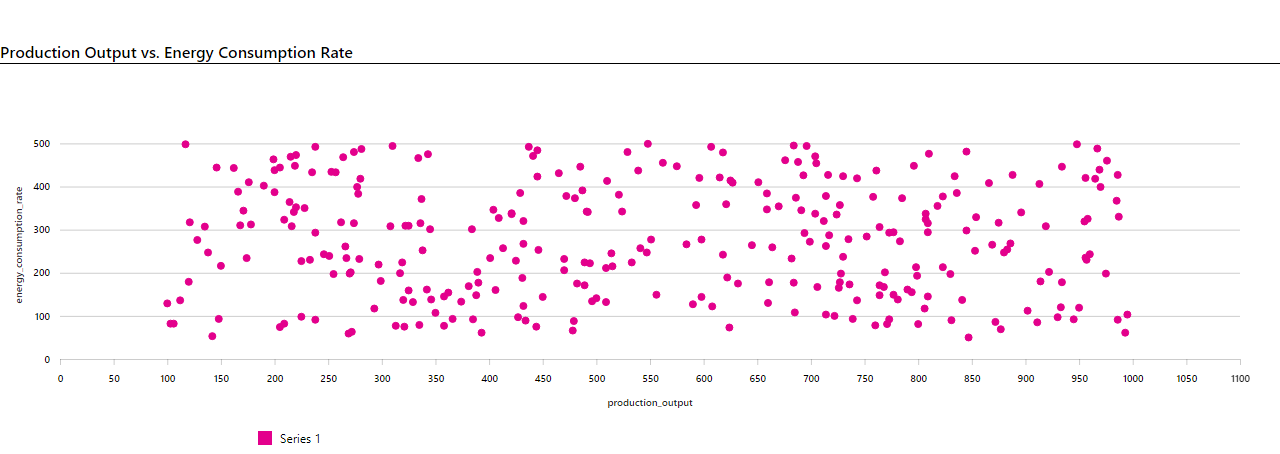 Production Output vs. Energy Consumption Rate
500
400
300
200
100
0
energy_consumption_rate
0 50 100 150 200 250 300 350 400 450 500 550 600 650 700 750 800 850 900 950 1000 1050 1100
production_output
Series 1